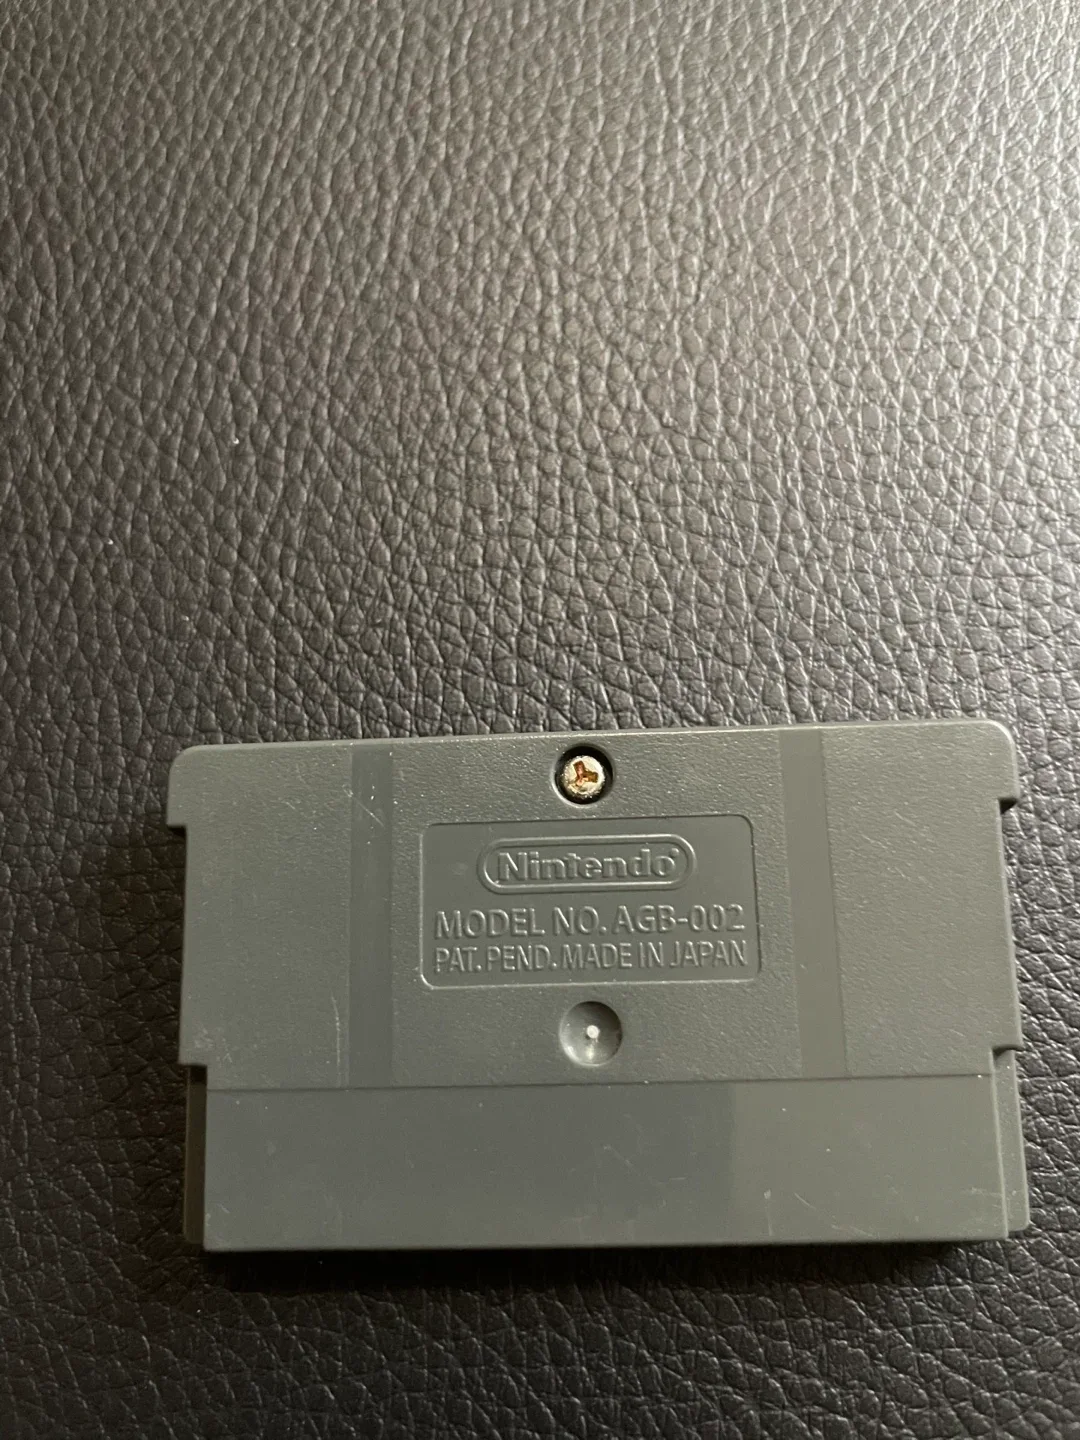 Nintendo®
MODEL NO. AGB-002
PAT. PEND. MADE IN JAPAN